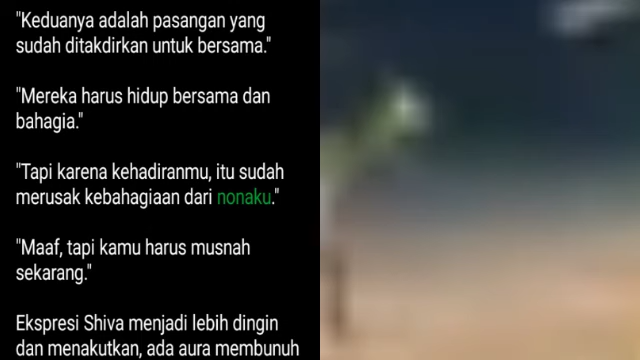 "Keduanya adalah pasangan yang
sudah ditakdirkan untuk bersama."
"Mereka harus hidup bersama dan
bahagia."
"Tapi karena kehadiranmu, itu sudah
merusak kebahagiaan dari nonaku."
"Maaf, tapi kamu harus musnah
sekarang."
Ekspresi Shiva menjadi lebih dingin
dan menakutkan, ada aura membunuh